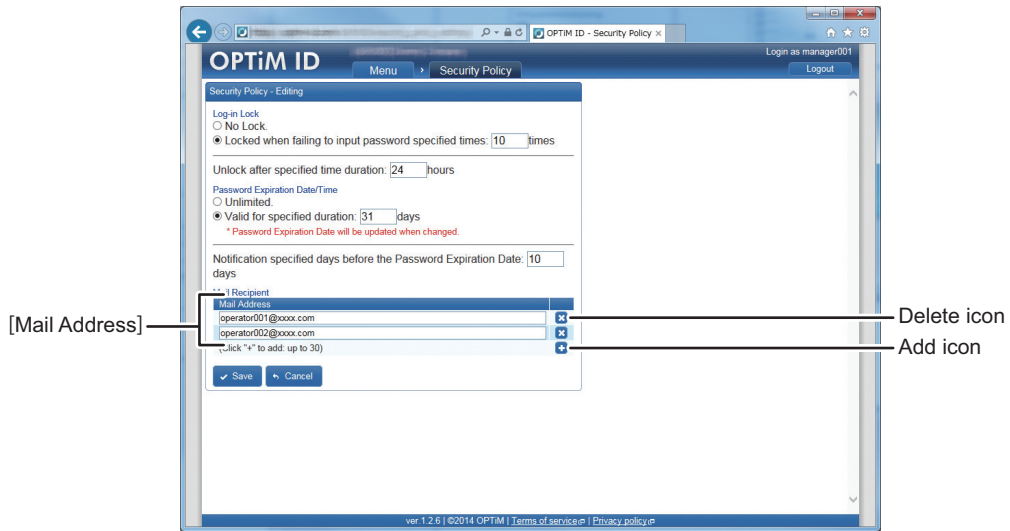 OPTiM ID - Security Policy ×
OPTiM ID
Menu › Security Policy
Login as manager001
Logout
Security Policy - Editing
Log-in Lock
No Lock.
Locked when failing to input password specified times: 10 times
Unlock after specified time duration: 24 hours
Password Expiration Date/Time
Unlimited.
Valid for specified duration: 31 days
* Password Expiration Date will be updated when changed.
Notification specified days before the Password Expiration Date: 10
days
Recipient
Mail Address
operator001@xxxx.com
operator002@xxxx.com
(Click "+" to add: up to 30)
Save Cancel
[Mail Address]
Delete icon
Add icon
ver.1.2.6 | ©2014 OPTiM | Terms of service | Privacy policy